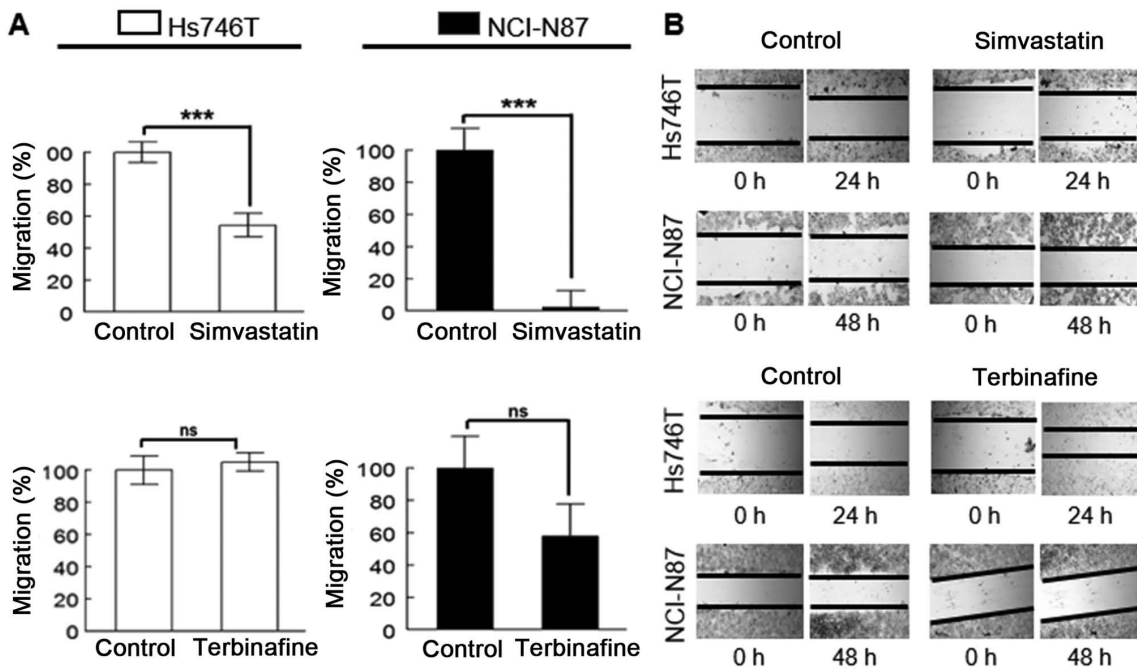 A
Hs746T
NCI-N87
Migration (%)
***
00
80
60
40
20
0
Control Simvastatin
Migration (%)
***
100
80
60
40
20
0
Control Simvastatin
Migration (%)
ns
100
80
60
40
20
0
Control Terbinafine
Migration (%)
ns
100
80
60
40
20
0
Control Terbinafine
B
Control Simvastatin
Hs746T
0 h 24 h 0 h 24 h
NCI-N87
0 h 48 h 0 h 48 h
Control Terbinafine
Hs746T
0 h 24 h 0 h 24 h
NCI-N87
0 h 48 h 0 h 48 h